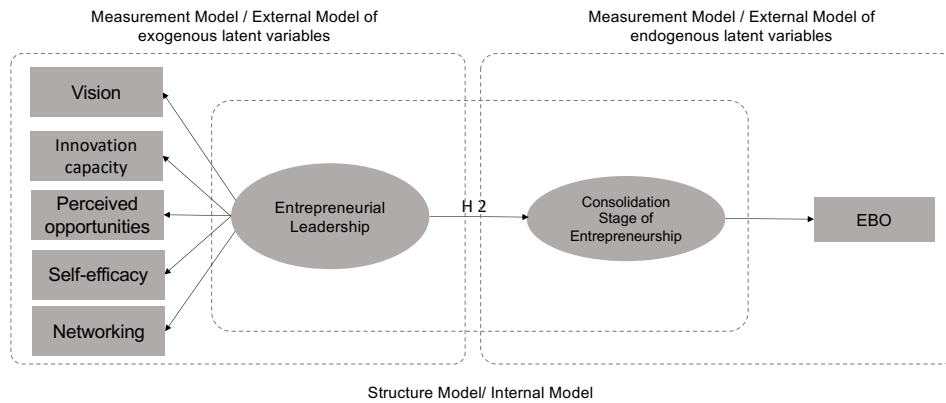 Measurement Model / External Model of
exogenous latent variables
Measurement Model / External Model of
endogenous latent variables
Vision
Innovation
capacity
Perceived
opportunities
Self-efficacy
Networking
Entrepreneurial
Leadership
H 2
Consolidation
Stage of
Entrepreneurship
EBO
Structure Model/ Internal Model